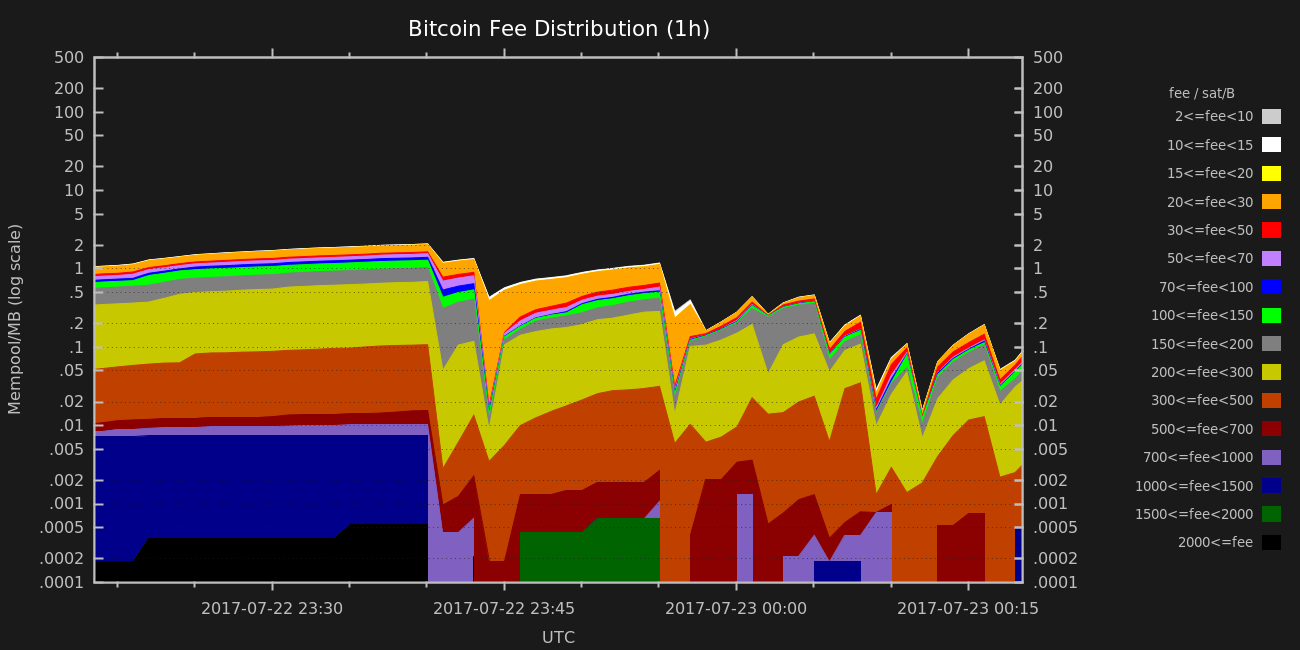 Bitcoin Fee Distribution (1h)
500
200
100
50
20
10
5
2
1
.5
.2
.1
.05
.02
.01
.005
.002
.001
.0005
.0002
.0001
Mempool/MB (log scale)
500
200
100
50
20
10
5
2
1
.5
.2
.1
.05
.02
.01
.005
.002
.001
.0005
.0002
.0001
2017-07-22 23:30
2017-07-22 23:45
2017-07-23 00:00
2017-07-23 00:15
UTC
fee / sat/B
2<=fee<10
10<=fee<15
15<=fee<20
20<=fee<30
30<=fee<50
50<=fee<70
70<=fee<100
100<=fee<150
150<=fee<200
200<=fee<300
300<=fee<500
500<=fee<700
700<=fee<1000
1000<=fee<1500
1500<=fee<2000
2000<=fee